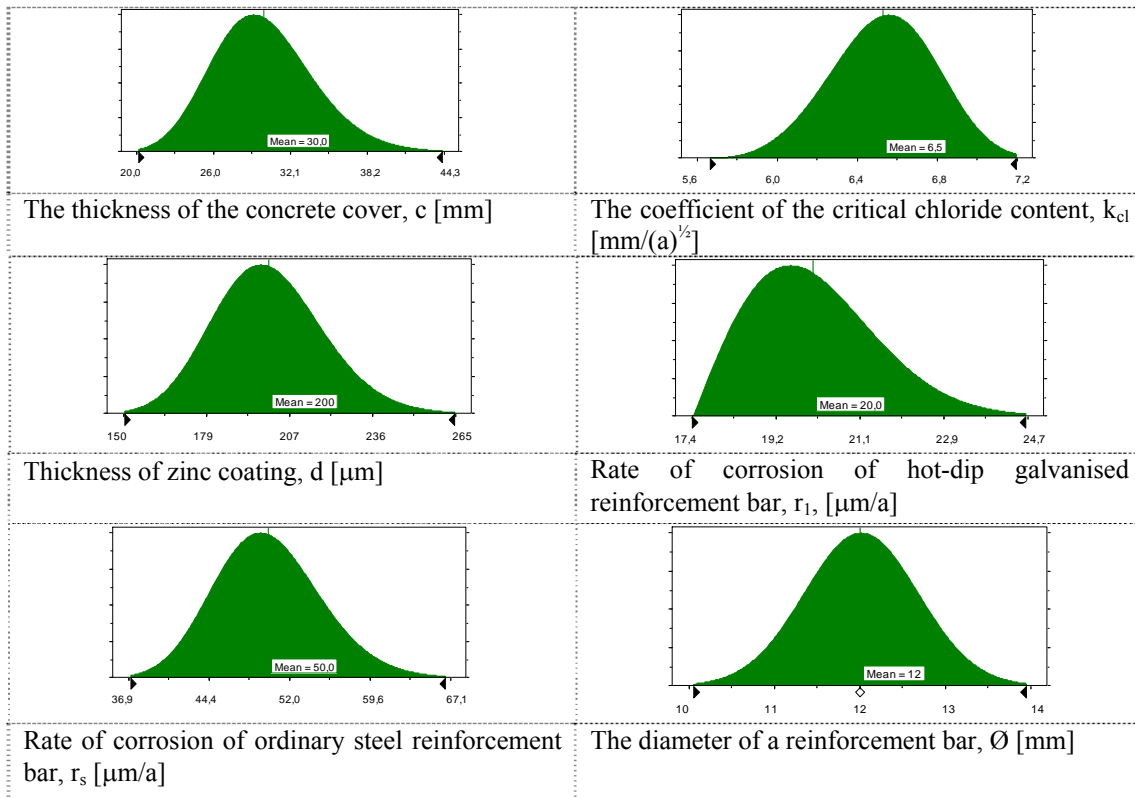 Mean = 30,0
20,0 26,0 32,1 38,2 44,3
The thickness of the concrete cover, c [mm]
Mean = 6,5
5,6 6,0 6,4 6,8 7,2
The coefficient of the critical chloride content, kcl
[mm/(a)½]
Mean = 200
150 179 207 236 265
Thickness of zinc coating, d [μm]
Mean = 20,0
17,4 19,2 21,1 22,9 24,7
Rate of corrosion of hot-dip galvanised
reinforcement bar, r1, [μm/a]
Mean = 50,0
36,9 44,4 52,0 59,6 67,1
Rate of corrosion of ordinary steel reinforcement
bar, rs [μm/a]
Mean = 12
10 11 12 13 14
The diameter of a reinforcement bar, Ø [mm]